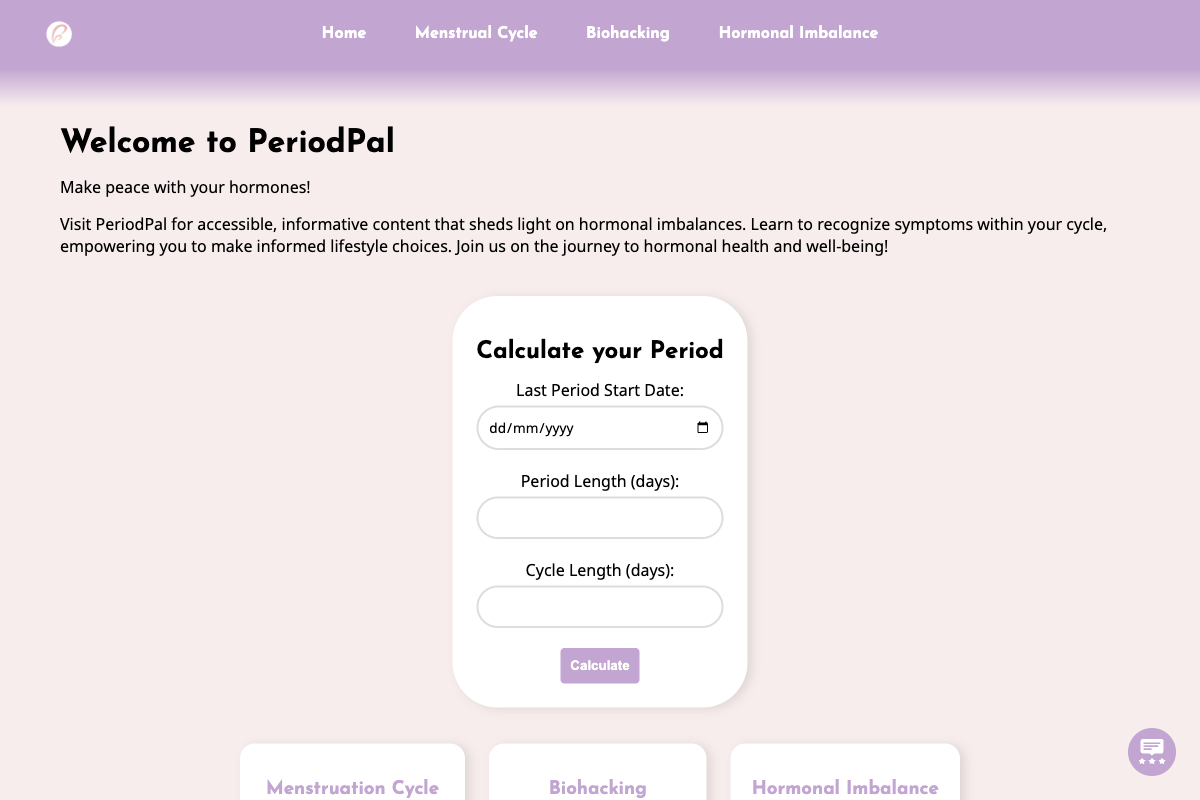 Home Menstrual Cycle Biohacking Hormonal Imbalance
Welcome to PeriodPal
Make peace with your hormones!
Visit PeriodPal for accessible, informative content that sheds light on hormonal imbalances. Learn to recognize symptoms within your cycle,
empowering you to make informed lifestyle choices. Join us on the journey to hormonal health and well-being!
Calculate your Period
Last Period Start Date:
dd/mm/yyyy
Period Length (days):
Cycle Length (days):
Calculate
Menstruation Cycle Biohacking Hormonal Imbalance